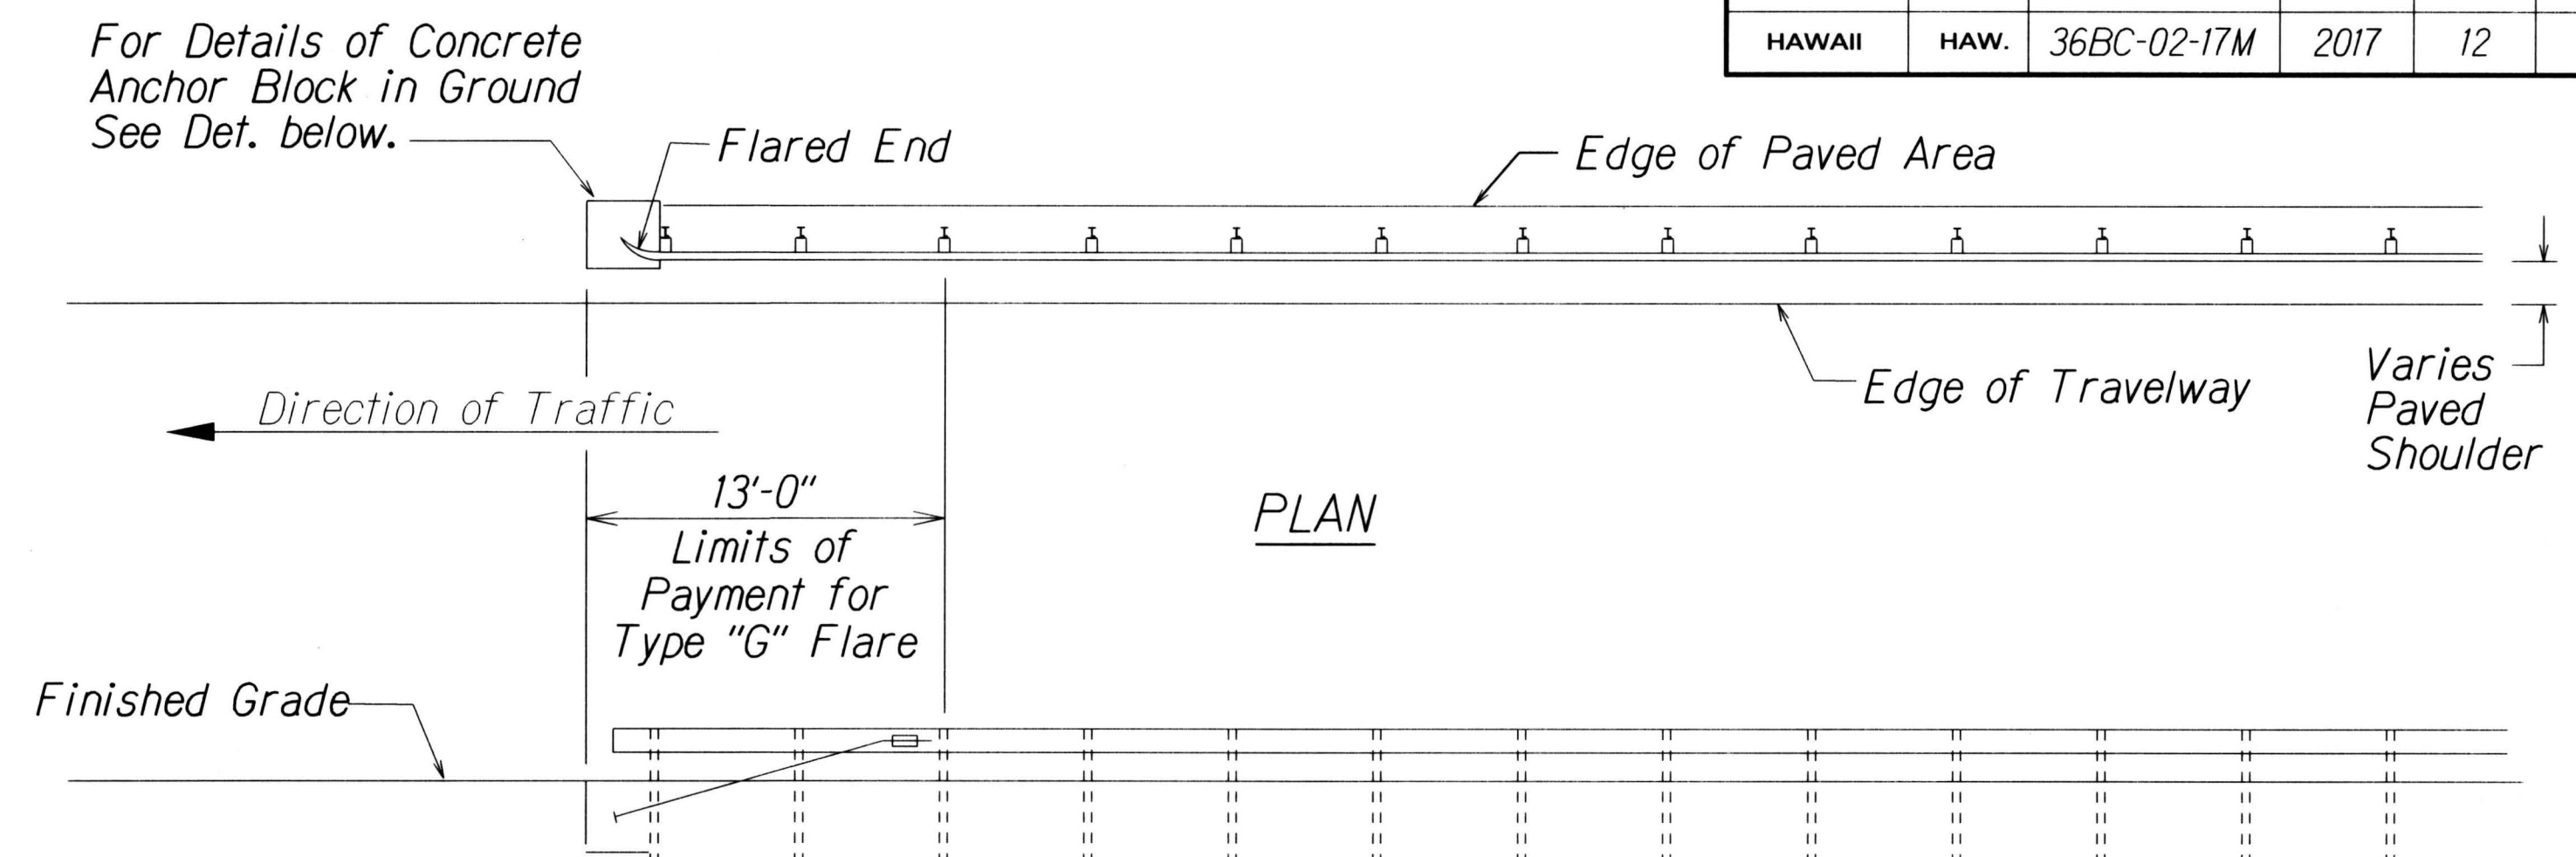 HAWAII HAW. 36BC-02-17M 2017 12
For Details of Concrete
Anchor Block in Ground
See Det. below.
Flared End
Edge of Paved Area
Edge of Travelway
Varies
Paved
Shoulder
Direction of Traffic
13'-0"
Limits of
Payment for
Type "G" Flare
PLAN
Finished Grade